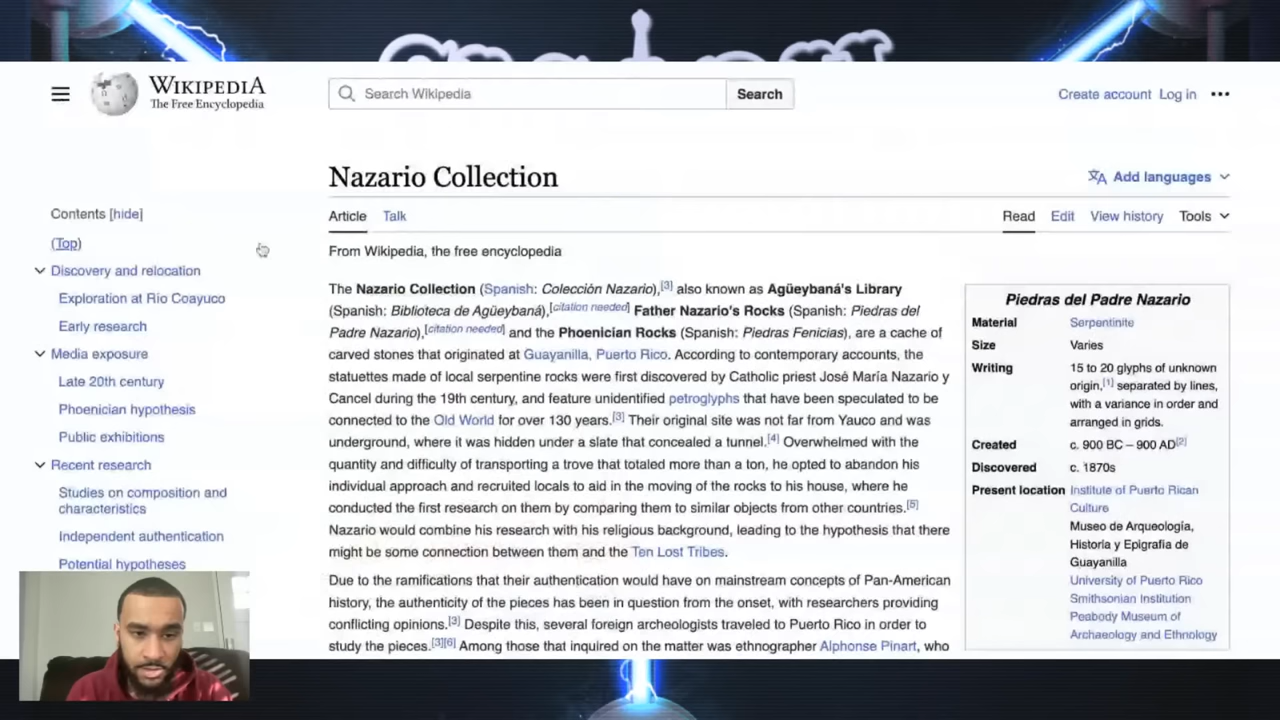 WIKIPEDIA
The Free Encyclopedia
Search Wikipedia
Search
Create account Log in
Nazario Collection
Add languages
Contents [hide]
(Top)
Discovery and relocation
Exploration at Río Coayuco
Early research
Media exposure
Late 20th century
Phoenician hypothesis
Public exhibitions
Recent research
Studies on composition and
characteristics
Independent authentication
Potential hypotheses
Article Talk
Read Edit View history Tools
From Wikipedia, the free encyclopedia
The Nazario Collection (Spanish: Colección Nazario),[3] also known as Agüeybaná's Library
(Spanish: Biblioteca de Agüeybaná),[citation needed] Father Nazario's Rocks (Spanish: Piedras del
Padre Nazario),[citation needed] and the Phoenician Rocks (Spanish: Piedras Fenicias), are a cache of
carved stones that originated at Guayanilla, Puerto Rico. According to contemporary accounts, the
statuettes made of local serpentine rocks were first discovered by Catholic priest José María Nazario y
Cancel during the 19th century, and feature unidentified petroglyphs that have been speculated to be
connected to the Old World for over 130 years.[3] Their original site was not far from Yauco and was
underground, where it was hidden under a slate that concealed a tunnel.[4] Overwhelmed with the
quantity and difficulty of transporting a trove that totaled more than a ton, he opted to abandon his
individual approach and recruited locals to aid in the moving of the rocks to his house, where he
conducted the first research on them by comparing them to similar objects from other countries.[5]
Nazario would combine his research with his religious background, leading to the hypothesis that there
might be some connection between them and the Ten Lost Tribes.
Due to the ramifications that their authentication would have on mainstream concepts of Pan-American
history, the authenticity of the pieces has been in question from the onset, with researchers providing
conflicting opinions.[3] Despite this, several foreign archeologists traveled to Puerto Rico in order to
study the pieces.[3][6] Among those that inquired on the matter was ethnographer Alphonse Pinart, who
Piedras del Padre Nazario
Material Serpentinite
Size Varies
Writing 15 to 20 glyphs of unknown
origin,[1] separated by lines,
with a variance in order and
arranged in grids.
Created c. 900 BC – 900 AD[2]
Discovered c. 1870s
Present location Institute of Puerto Rican
Culture
Museo de Arqueología,
Historía y Epigrafía de
Guayanilla
University of Puerto Rico
Smithsonian Institution
Peabody Museum of
Archaeology and Ethnology